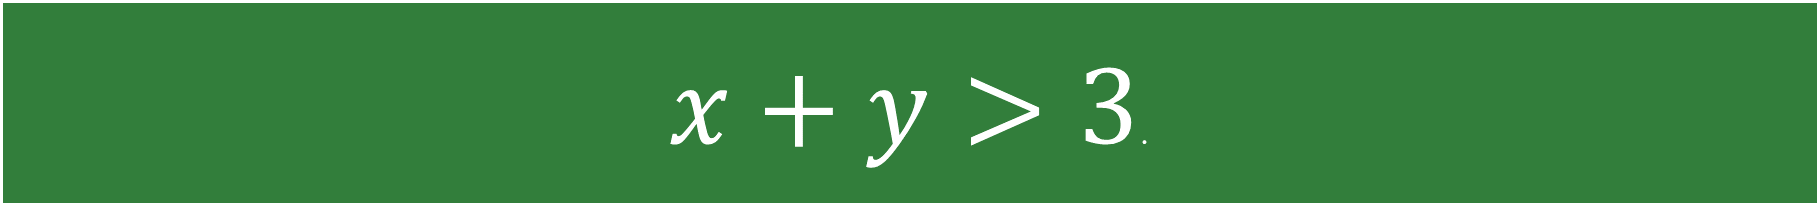 x + y > 3.